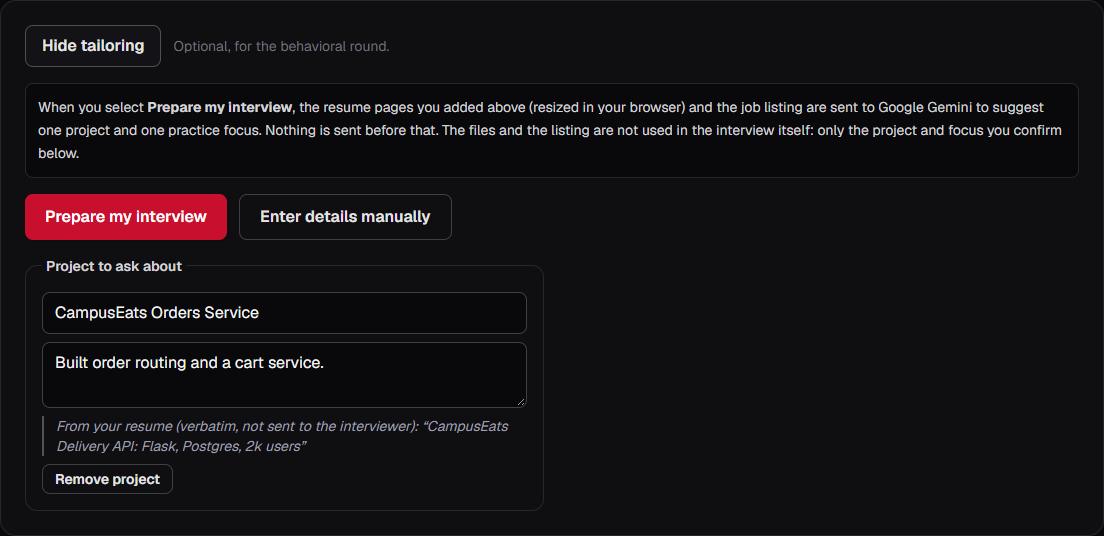 Hide tailoring
Optional, for the behavioral round.
When you select Prepare my interview, the resume pages you added above (resized in your browser) and the job listing are sent to Google Gemini to suggest
one project and one practice focus. Nothing is sent before that. The files and the listing are not used in the interview itself: only the project and focus you confirm
below.
Prepare my interview
Enter details manually
Project to ask about
CampusEats Orders Service
Built order routing and a cart service.
From your resume (verbatim, not sent to the interviewer): “CampusEats
Delivery API: Flask, Postgres, 2k users”
Remove project